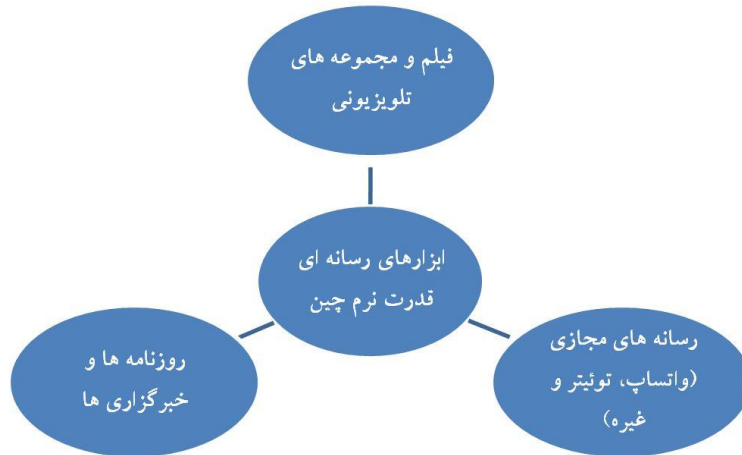 فیلم و مجموعه های
تلویزیونی
ابزارهای رسانه ای
قدرت نرم چین
رسانه های مجازی
(واتساپ، توئیتر و
غیره)
روزنامه ها و
خبرگزاری ها